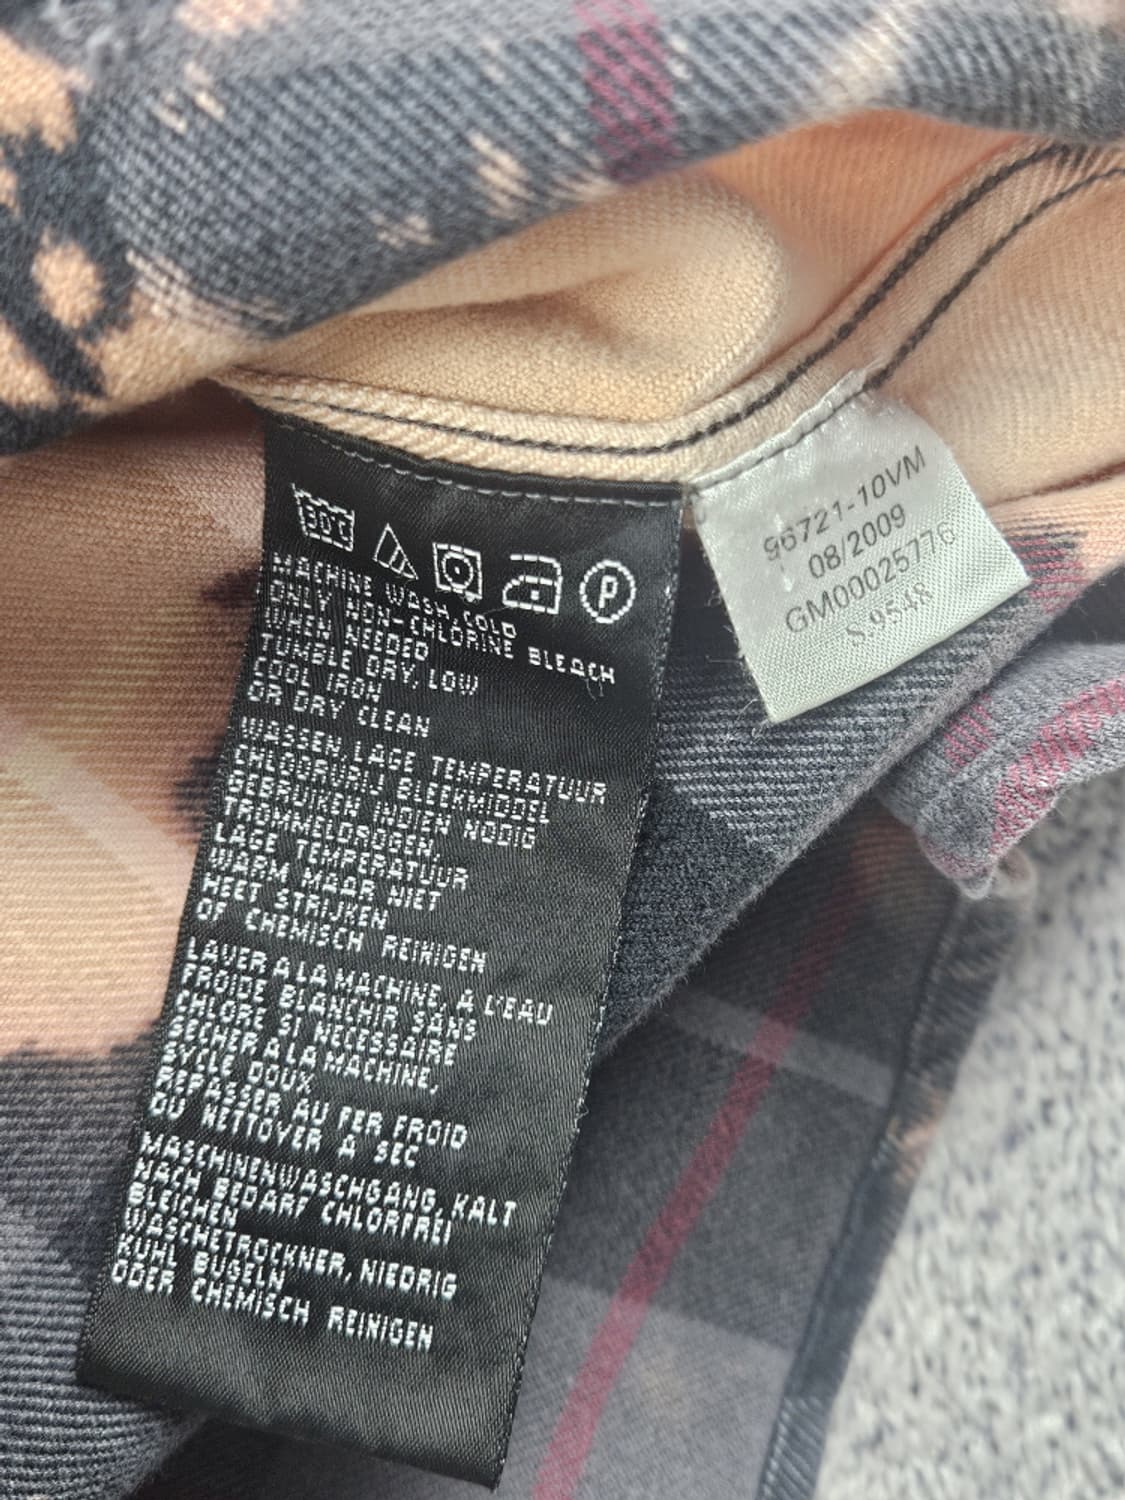 30C
P
MACHINE WASH, COLD
ONLY NON-CHLORINE BLEACH
WHEN NEEDED
TUMBLE DRY, LOW
COOL IRON
OR DRY CLEAN
WASSEN, LAGE TEMPERATUUR
CHLOORVRIJ BLEEKMIDDEL
GEBRUIKEN INDIEN NODIG
TROMMELDROGEN,
LAGE TEMPERATUUR
WARM MAAR NIET
HEET STRIJKEN
OF CHEMISCH REINIGEN
LAVER A LA MACHINE, A L'EAU
FROIDE BLANCHIR SANS
CHLORE SI NECESSAIRE
SECHER A LA MACHINE,
SYCLE DOUX
REPASSER AU FER FROID
OU NETTOYER A SEC
MASCHINENWASCHGANG, KALT
NACH BEDARF CHLORFREI
BLEICHEN
WASCHETROCKNER, NIEDRIG
KUHL BUGELN
ODER CHEMISCH REINIGEN
96721-10VM
08/2009
GM00025776
S.9548